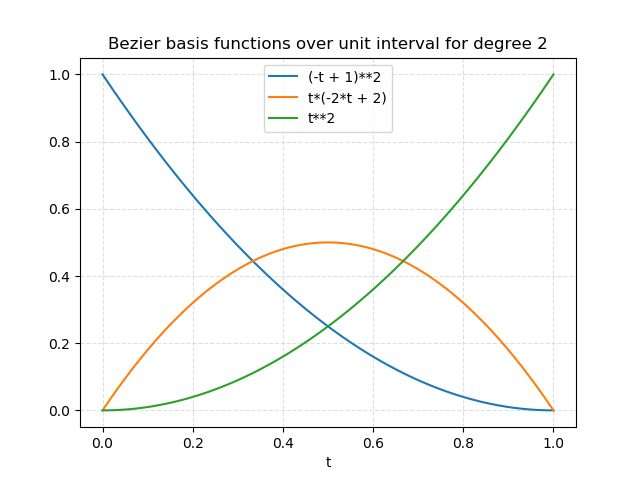 Bezier basis functions over unit interval for degree 2
(-t + 1)**2
t*(-2*t + 2)
t**2
1.0
0.8
0.6
0.4
0.2
0.0
0.0 0.2 0.4 0.6 0.8 1.0
t